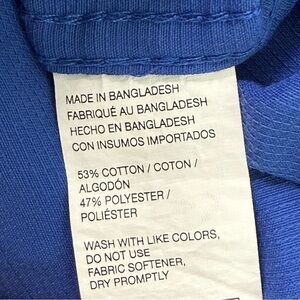 MADE IN BANGLADESH
FABRIQUÉ AU BANGLADESH
HECHO EN BANGLADESH
CON INSUMOS IMPORTADOS
53% COTTON / COTON /
ALGODÓN
47% POLYESTER /
POLIÉSTER
WASH WITH LIKE COLORS,
DO NOT USE
FABRIC SOFTENER,
DRY PROMPTLY